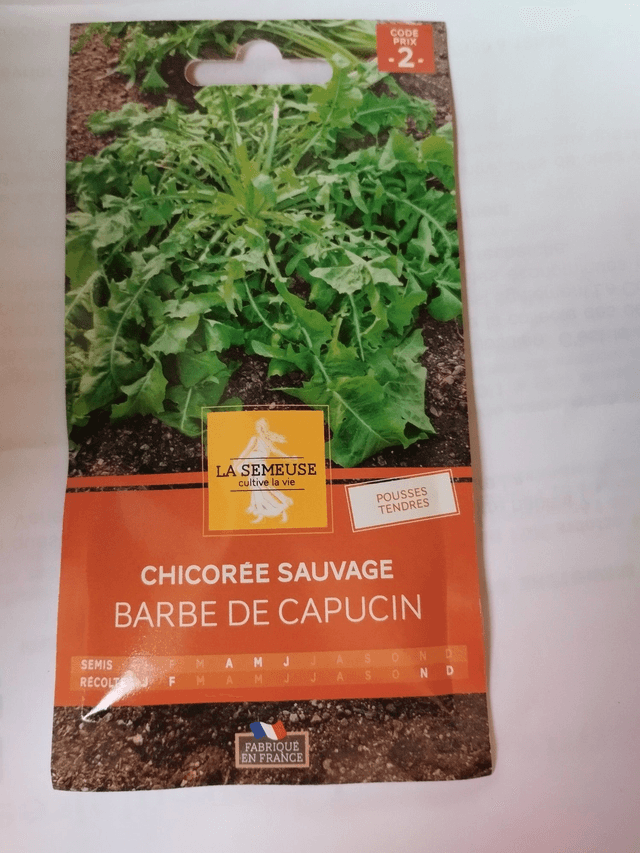 CODE
PRIX
-2-
LA SEMEUSE
cultive la vie
POUSSES
TENDRES
CHICORÉE SAUVAGE
BARBE DE CAPUCIN
SEMIS F M A M J J A S O N D
RÉCOLTE J F M A M J J A S O N D
FABRIQUÉ
EN FRANCE